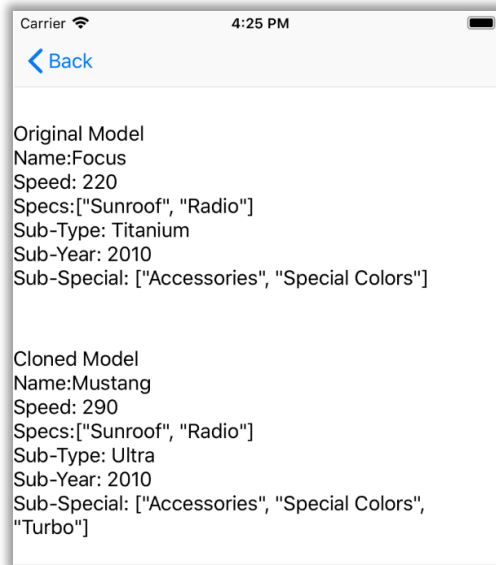 Carrier 4:25 PM
Back
Original Model
Name:Focus
Speed: 220
Specs:["Sunroof", "Radio"]
Sub-Type: Titanium
Sub-Year: 2010
Sub-Special: ["Accessories", "Special Colors"]
Cloned Model
Name:Mustang
Speed: 290
Specs:["Sunroof", "Radio"]
Sub-Type: Ultra
Sub-Year: 2010
Sub-Special: ["Accessories", "Special Colors",
"Turbo"]